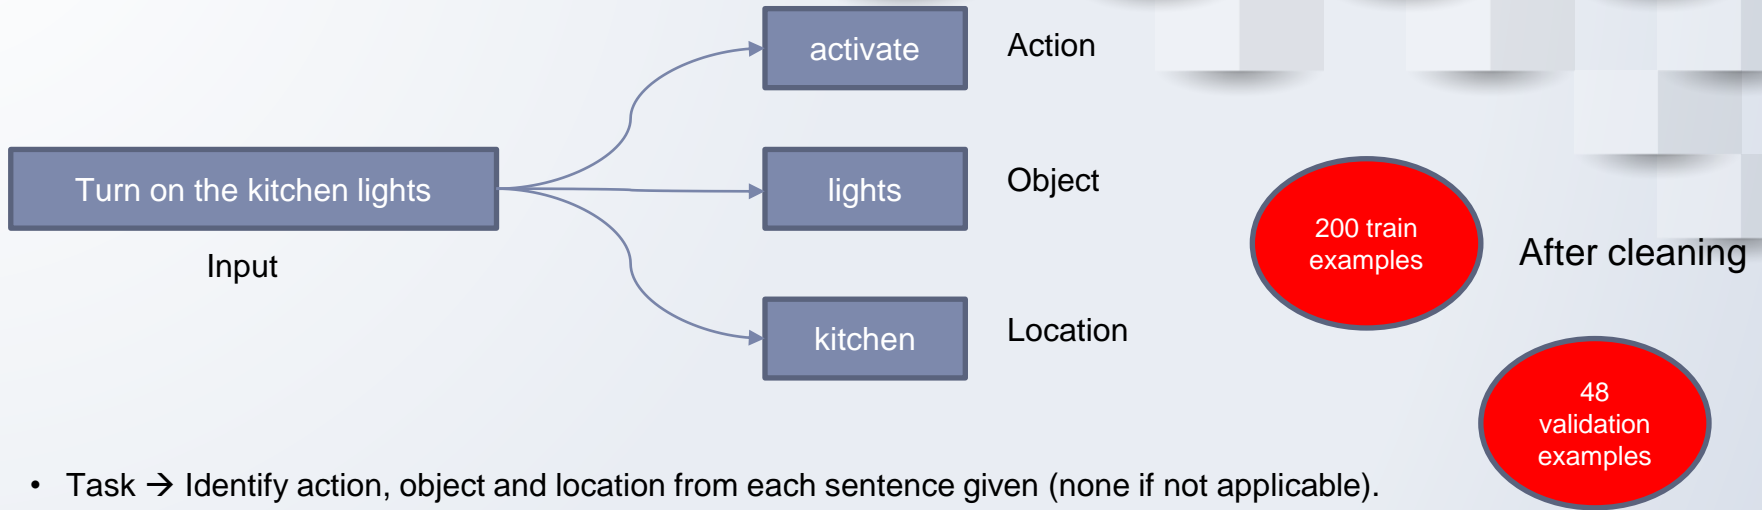 activate
Action
Turn on the kitchen lights
Input
lights
Object
kitchen
Location
200 train
examples
After cleaning
48
validation
examples
• Task → Identify action, object and location from each sentence given (none if not applicable).